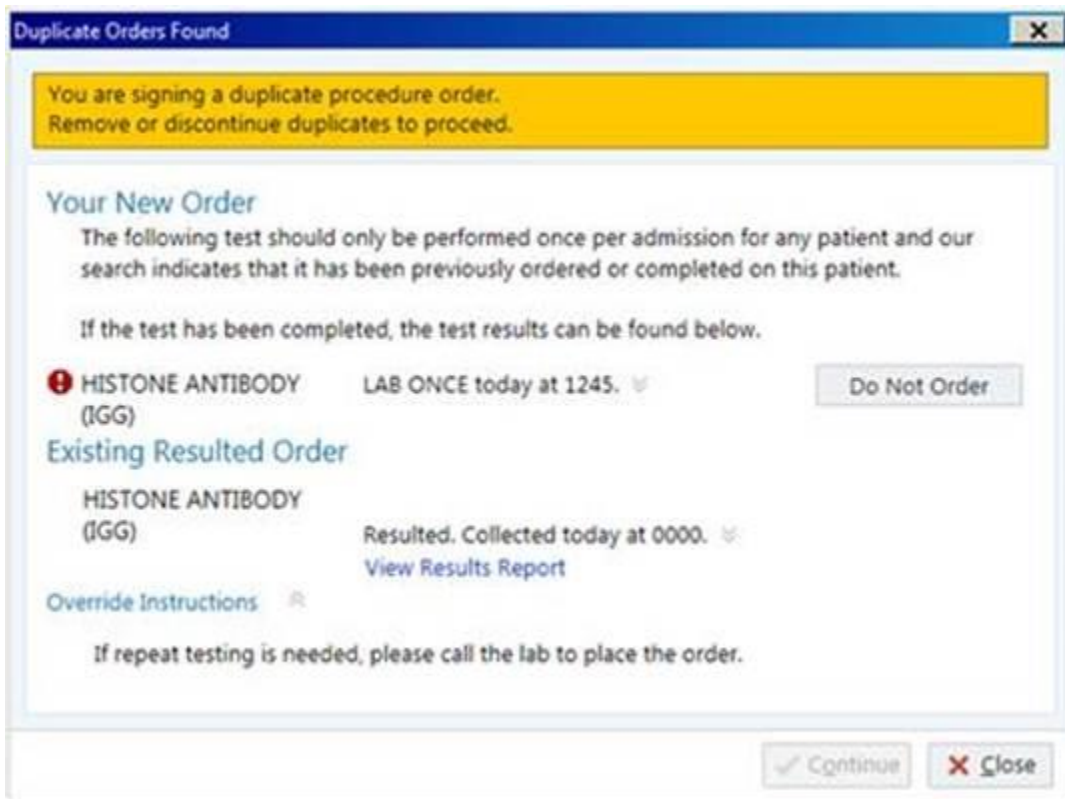 Duplicate Orders Found
You are signing a duplicate procedure order.
Remove or discontinue duplicates to proceed.
Your New Order
The following test should only be performed once per admission for any patient and our
search indicates that it has been previously ordered or completed on this patient.
If the test has been completed, the test results can be found below.
HISTONE ANTIBODY LAB ONCE today at 1245. Do Not Order
(IGG)
Existing Resulted Order
HISTONE ANTIBODY
(IGG) Resulted. Collected today at 0000.
View Results Report
Override Instructions
If repeat testing is needed, please call the lab to place the order.
Continue Close